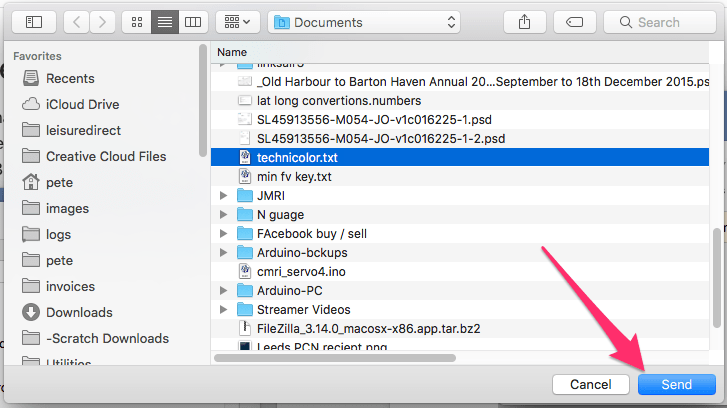 Documents
Search
Favorites
Recents
iCloud Drive
leisuredirect
Creative Cloud Files
pete
images
logs
pete
invoices
Downloads
-Scratch Downloads
Utilities
Name
linksair3
_Old Harbour to Barton Haven Annual 20...September to 18th December 2015.ps
lat long convertions.numbers
SL45913556-M054-JO-v1c016225-1.psd
SL45913556-M054-JO-v1c016225-1-2.psd
technicolor.txt
min fv key.txt
JMRI
N guage
FAcebook buy / sell
Arduino-bckups
cmri_servo4.ino
Arduino-PC
Streamer Videos
FileZilla_3.14.0_macosx-x86.app.tar.bz2
Leeds PCN recient.png
Cancel
Send